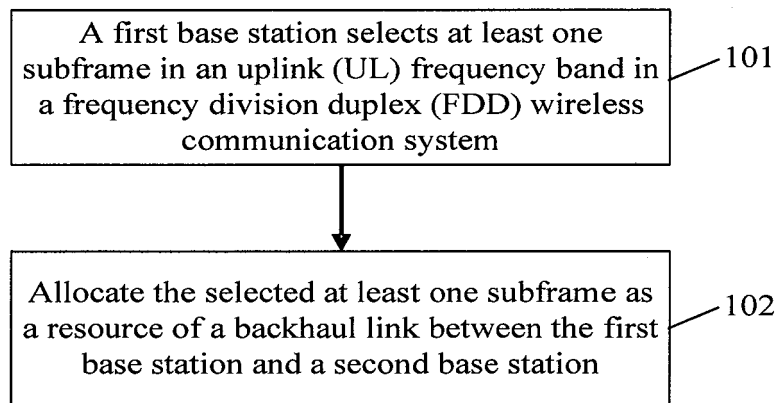 A first base station selects at least one
subframe in an uplink (UL) frequency band in
a frequency division duplex (FDD) wireless
communication system
101
Allocate the selected at least one subframe as
a resource of a backhaul link between the first
base station and a second base station
102